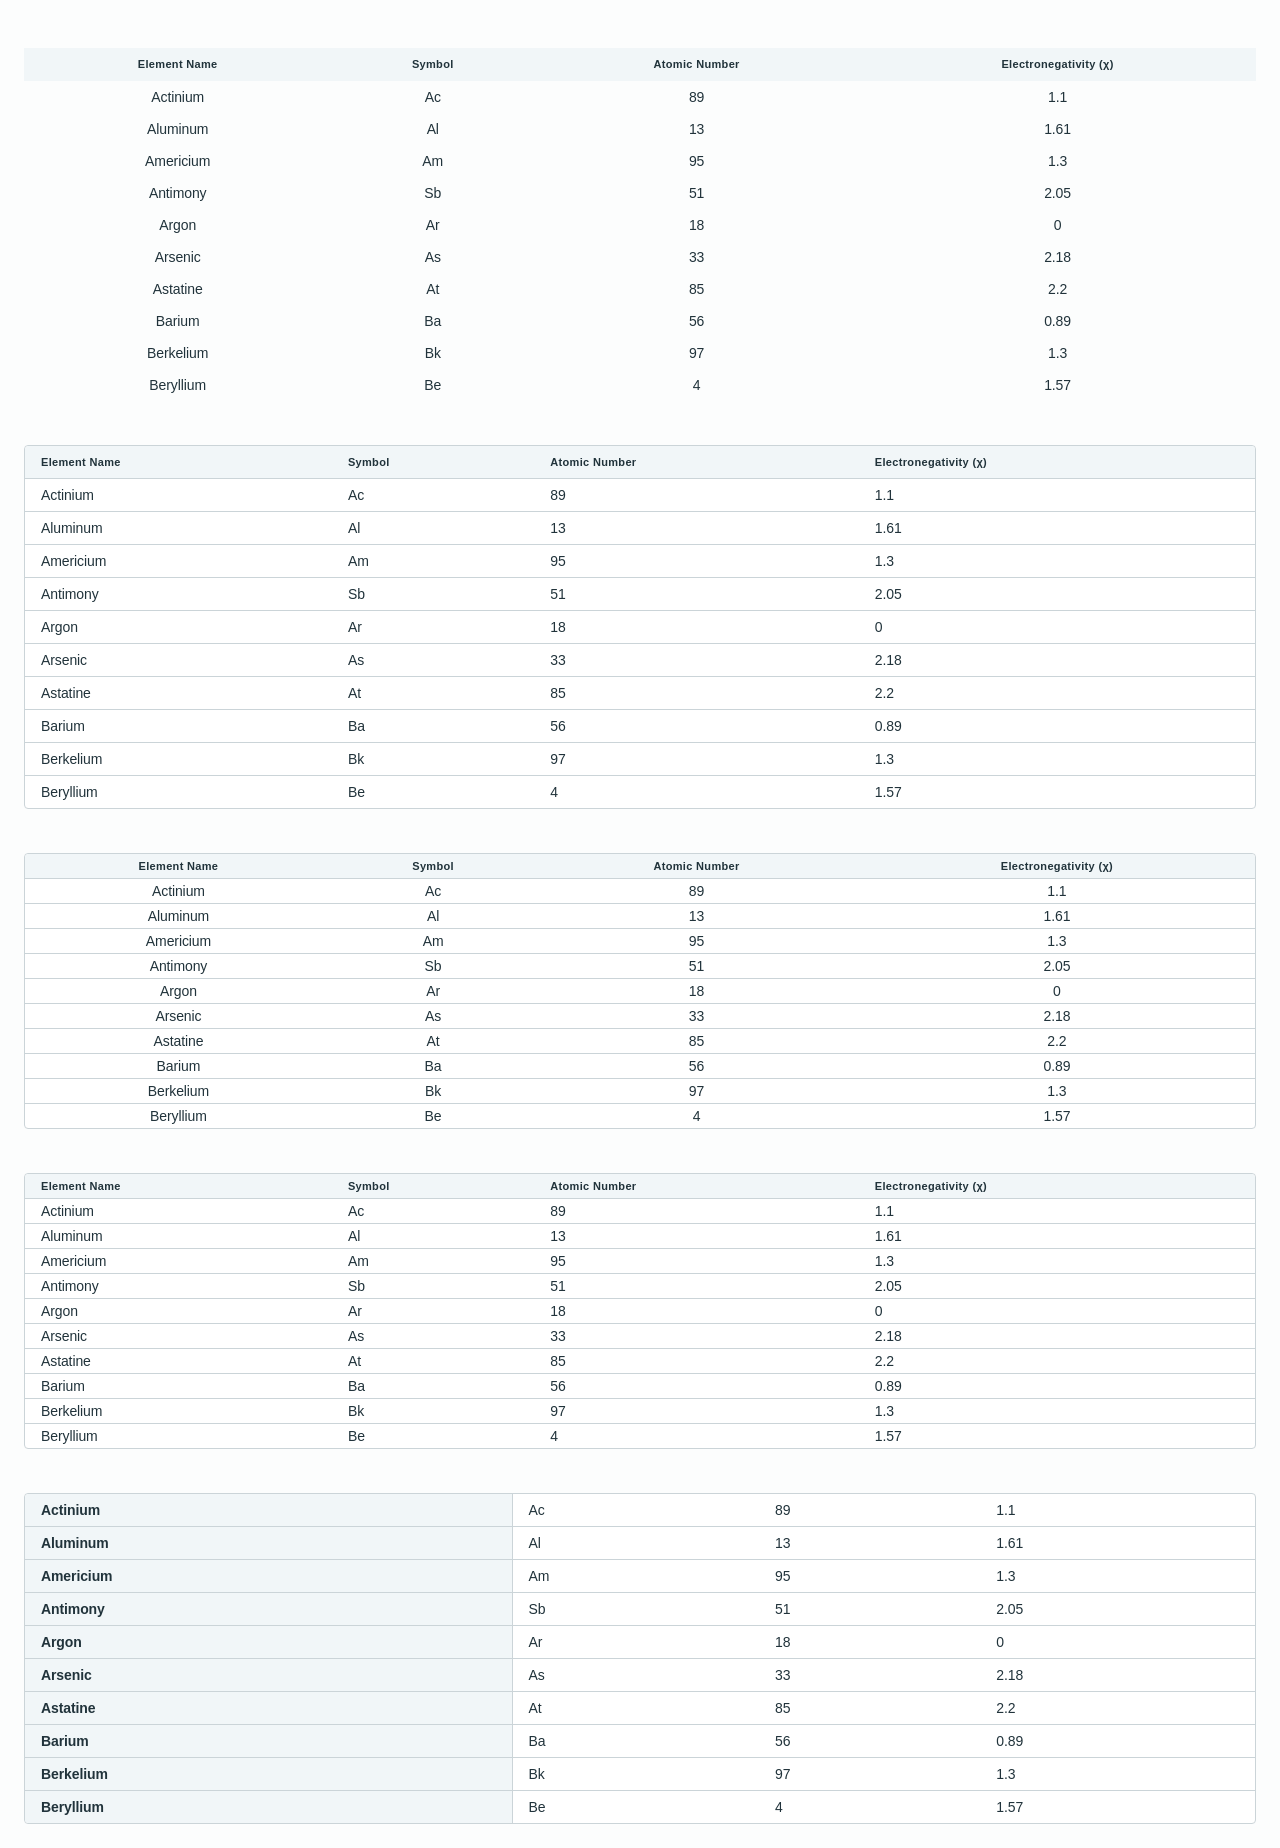 Element Name Symbol Atomic Number Electronegativity (χ)
Actinium Ac 89 1.1
Aluminum Al 13 1.61
Americium Am 95 1.3
Antimony Sb 51 2.05
Argon Ar 18 0
Arsenic As 33 2.18
Astatine At 85 2.2
Barium Ba 56 0.89
Berkelium Bk 97 1.3
Beryllium Be 4 1.57
Element Name Symbol Atomic Number Electronegativity (χ)
Actinium Ac 89 1.1
Aluminum Al 13 1.61
Americium Am 95 1.3
Antimony Sb 51 2.05
Argon Ar 18 0
Arsenic As 33 2.18
Astatine At 85 2.2
Barium Ba 56 0.89
Berkelium Bk 97 1.3
Beryllium Be 4 1.57
Element Name Symbol Atomic Number Electronegativity (χ)
Actinium Ac 89 1.1
Aluminum Al 13 1.61
Americium Am 95 1.3
Antimony Sb 51 2.05
Argon Ar 18 0
Arsenic As 33 2.18
Astatine At 85 2.2
Barium Ba 56 0.89
Berkelium Bk 97 1.3
Beryllium Be 4 1.57
Element Name Symbol Atomic Number Electronegativity (χ)
Actinium Ac 89 1.1
Aluminum Al 13 1.61
Americium Am 95 1.3
Antimony Sb 51 2.05
Argon Ar 18 0
Arsenic As 33 2.18
Astatine At 85 2.2
Barium Ba 56 0.89
Berkelium Bk 97 1.3
Beryllium Be 4 1.57
Actinium Ac 89 1.1
Aluminum Al 13 1.61
Americium Am 95 1.3
Antimony Sb 51 2.05
Argon Ar 18 0
Arsenic As 33 2.18
Astatine At 85 2.2
Barium Ba 56 0.89
Berkelium Bk 97 1.3
Beryllium Be 4 1.57